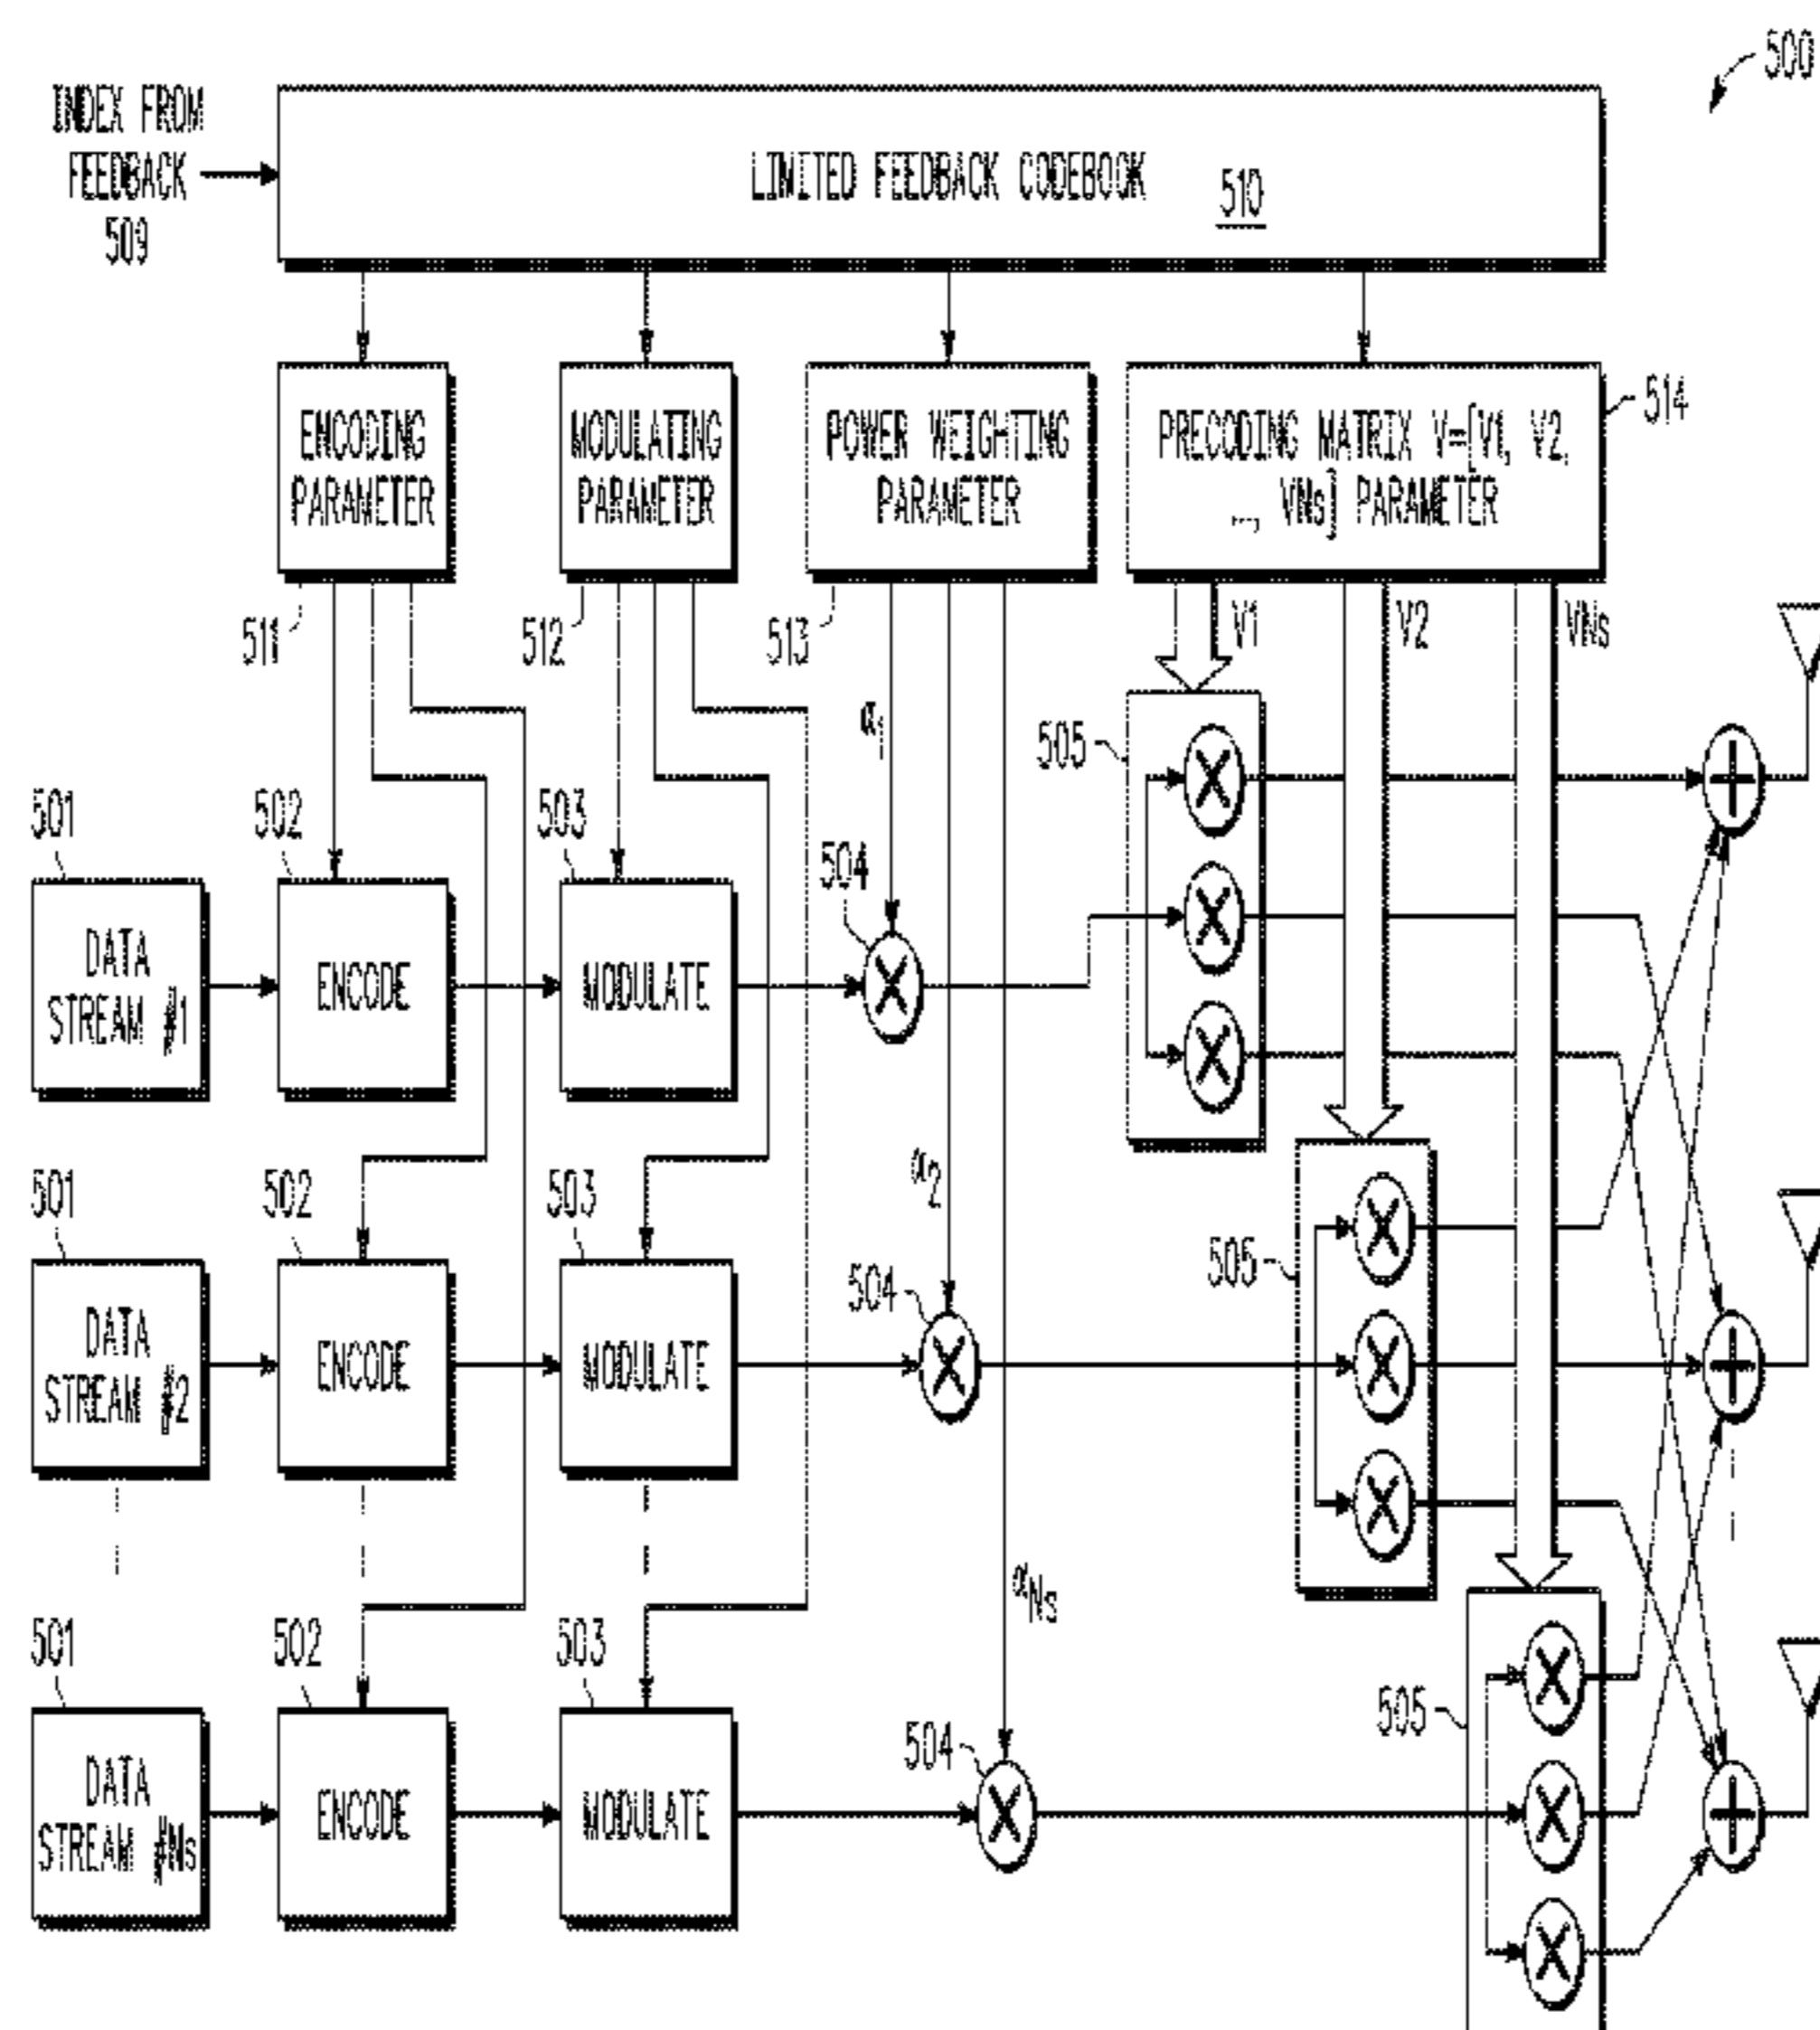 500
INDEX FROM
FEEDBACK
509
LIMITED FEEDBACK CODEBOOK 510
ENCODING
PARAMETER
MODULATING
PARAMETER
POWER WEIGHTING
PARAMETER
PRECODING MATRIX V=[V1, V2,
..., VNs] PARAMETER
514
511
512
513
V1
V2
VNs
α1
505
501
502
503
504
DATA
STREAM #1
ENCODE
MODULATE
α2
501
502
503
504
505
DATA
STREAM #2
ENCODE
MODULATE
αNs
501
502
503
504
505
DATA
STREAM #Ns
ENCODE
MODULATE